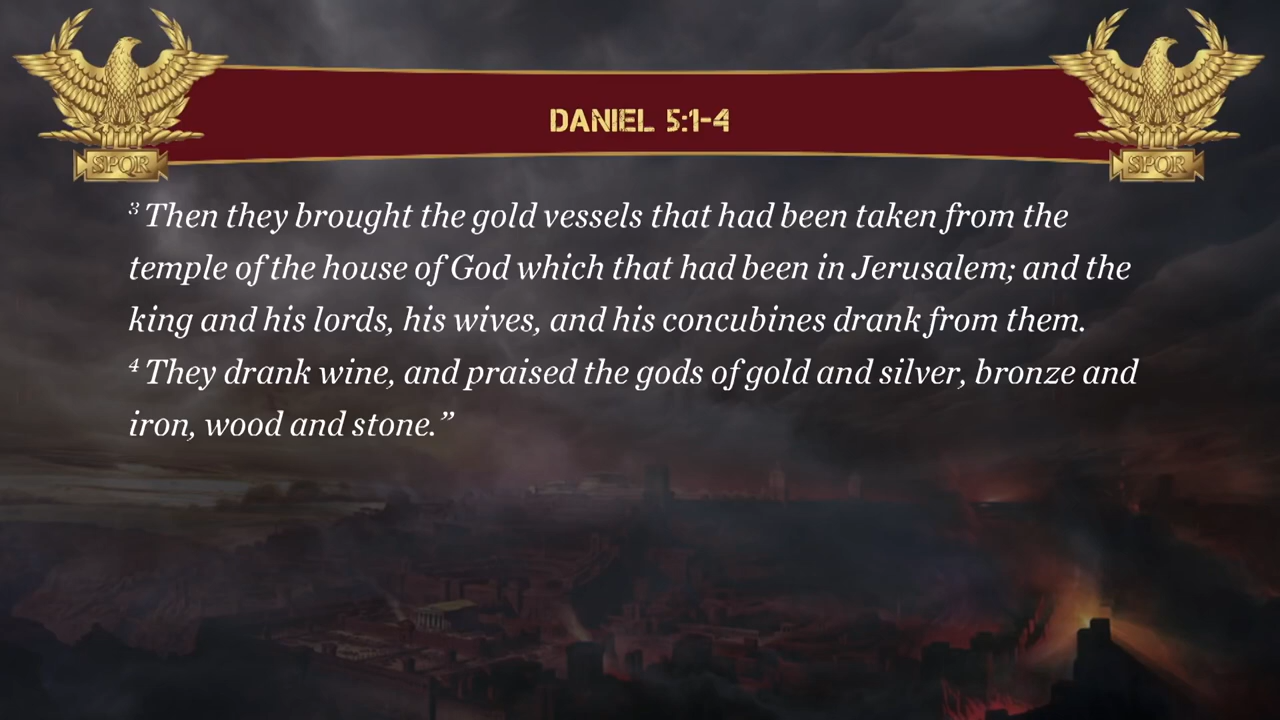 DANIEL 5:1-4
SPQR
SPQR
³ Then they brought the gold vessels that had been taken from the
temple of the house of God which that had been in Jerusalem; and the
king and his lords, his wives, and his concubines drank from them.
⁴ They drank wine, and praised the gods of gold and silver, bronze and
iron, wood and stone.”